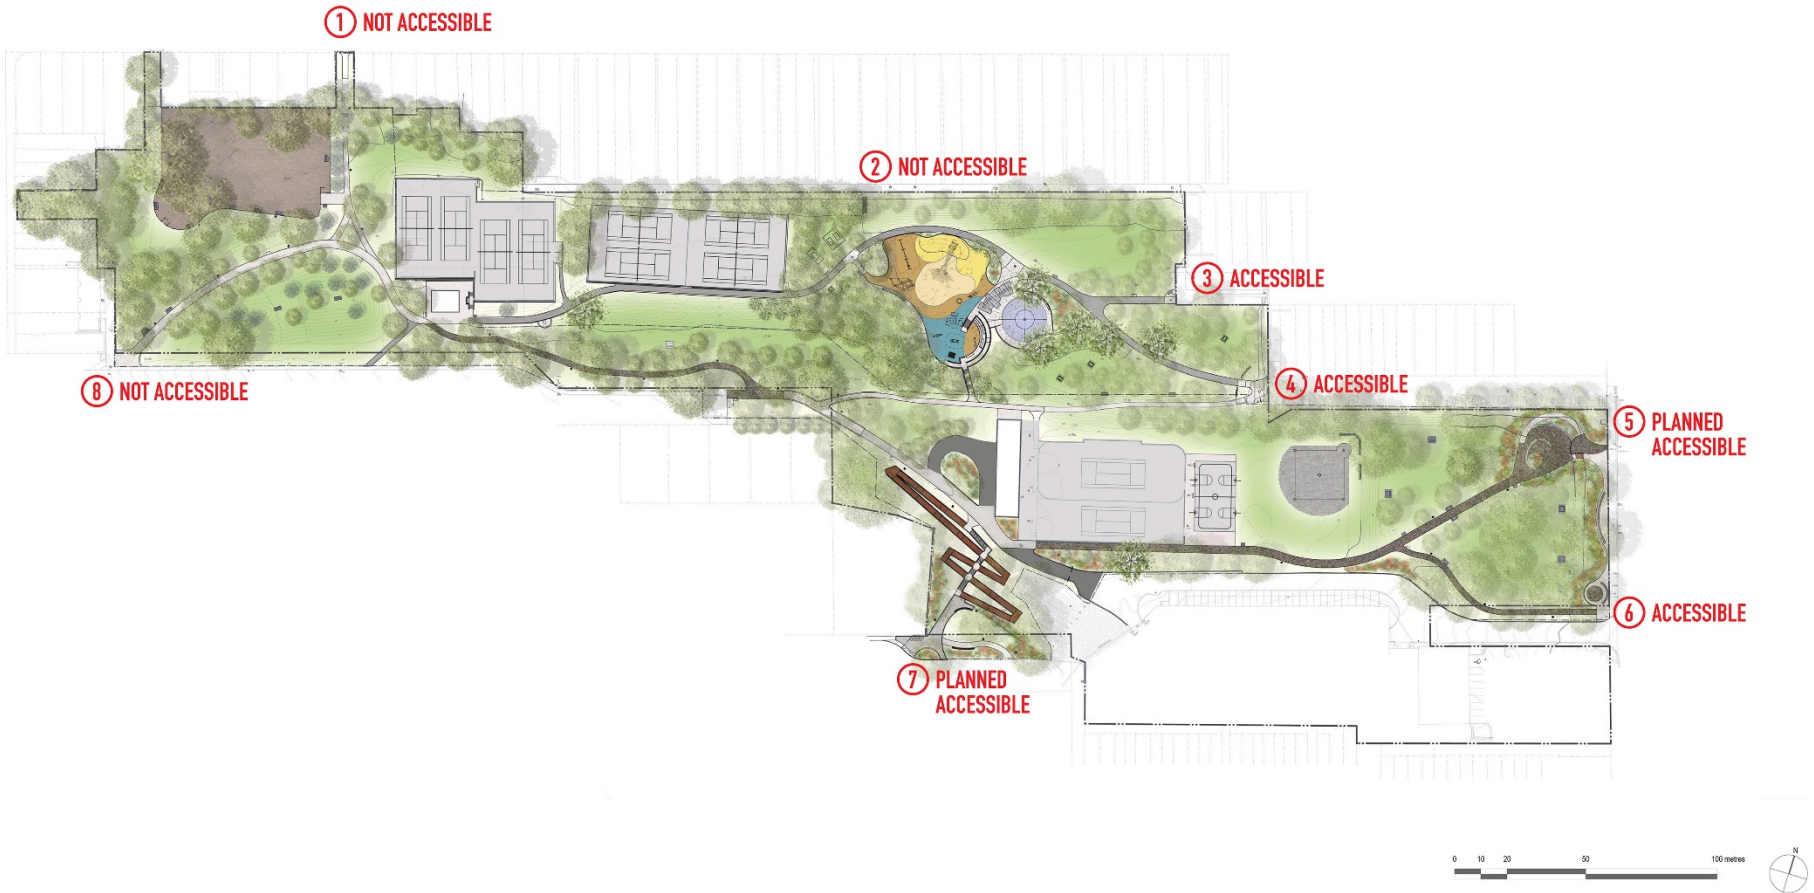 1 NOT ACCESSIBLE
2 NOT ACCESSIBLE
3 ACCESSIBLE
4 ACCESSIBLE
8 NOT ACCESSIBLE
5 PLANNED
ACCESSIBLE
6 ACCESSIBLE
7 PLANNED
ACCESSIBLE
0 10 20 50 100 metres
N